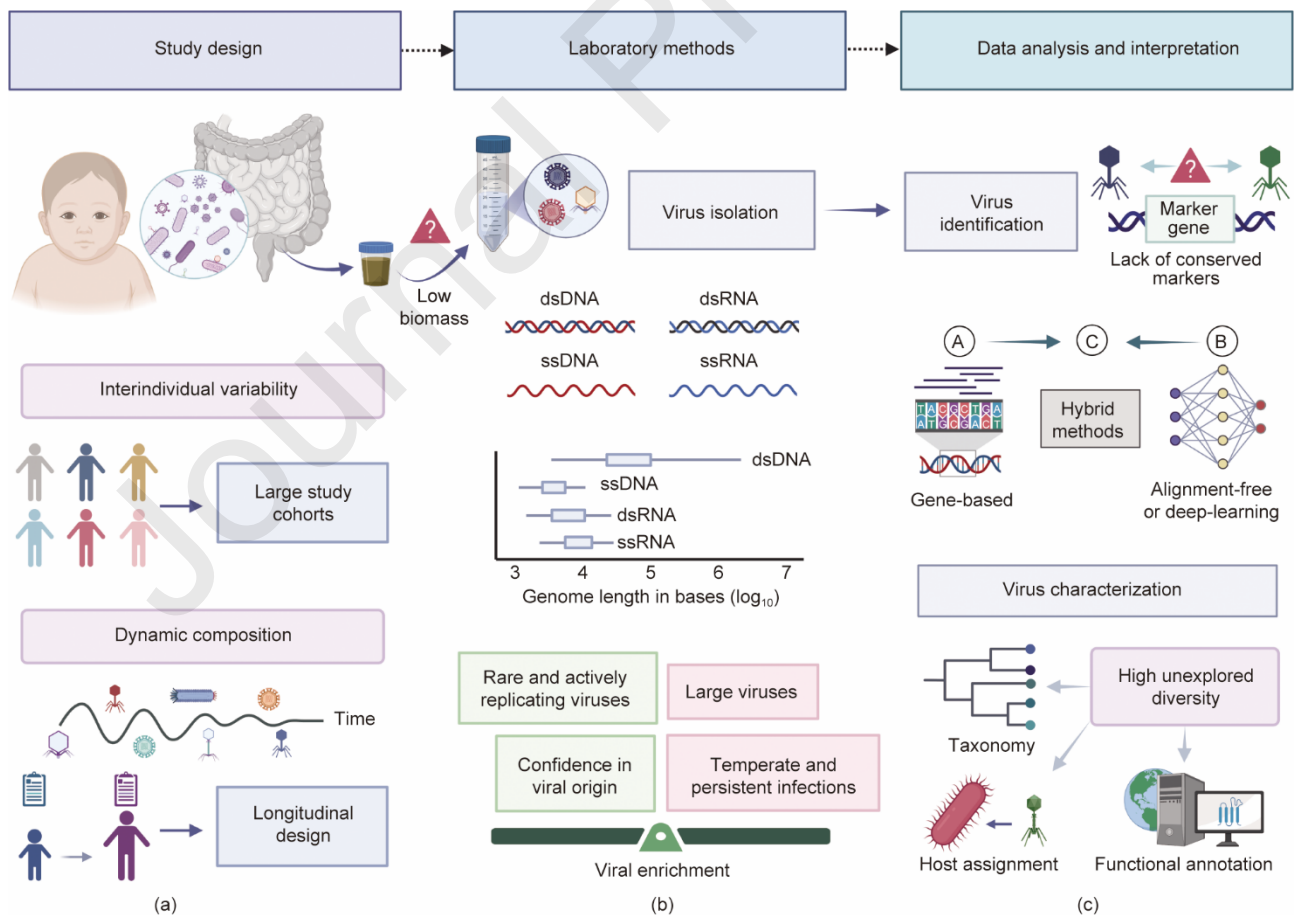 Study design
Laboratory methods
Data analysis and interpretation
Journal Pr
?
Low
biomass
Interindividual variability
Large study
cohorts
Dynamic composition
Time
Longitudinal
design
(a)
Virus isolation
dsDNA
dsRNA
ssDNA
ssRNA
dsDNA
ssDNA
dsRNA
ssRNA
3 4 5 6 7
Genome length in bases (log₁₀)
Rare and actively
replicating viruses
Large viruses
Confidence in
viral origin
Temperate and
persistent infections
Viral enrichment
(b)
Virus
identification
?
Marker
gene
Lack of conserved
markers
A
C
B
TACGCTGA
ATGCGACT
Hybrid
methods
Gene-based
Alignment-free
or deep-learning
Virus characterization
High unexplored
diversity
Taxonomy
Host assignment
Functional annotation
(c)